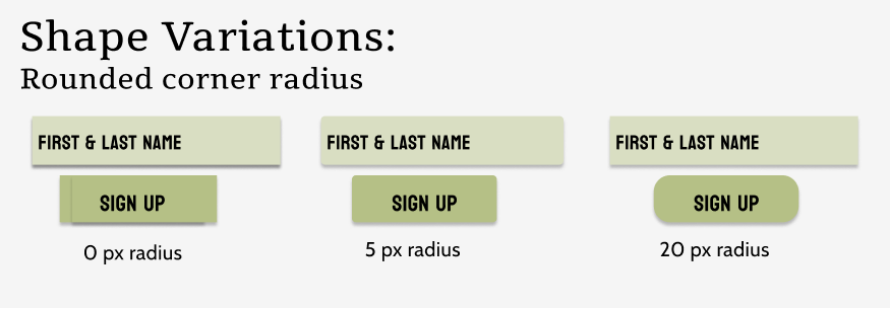 Shape Variations:
Rounded corner radius
FIRST & LAST NAME
SIGN UP
0 px radius
FIRST & LAST NAME
SIGN UP
5 px radius
FIRST & LAST NAME
SIGN UP
20 px radius